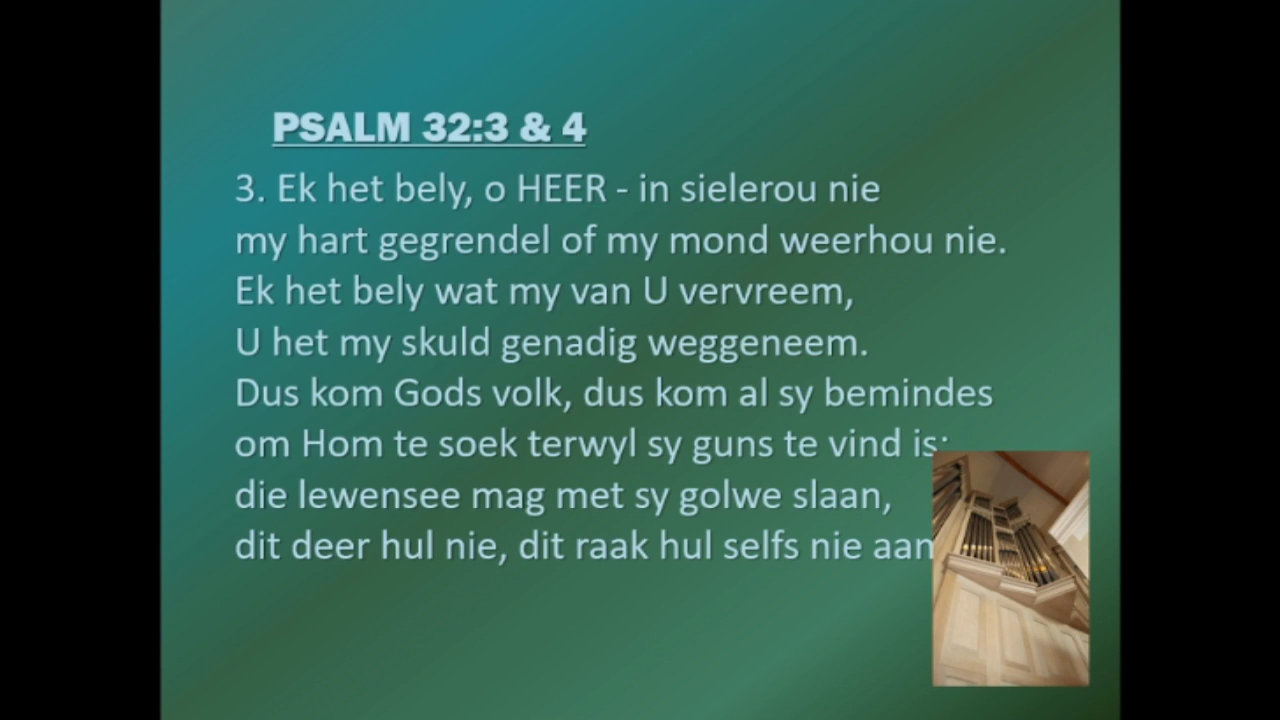 PSALM 32:3 & 4
3. Ek het bely, o HEER - in sielerou nie
my hart gegrendel of my mond weerhou nie.
Ek het bely wat my van U vervreem,
U het my skuld genadig weggeneem.
Dus kom Gods volk, dus kom al sy bemindes
om Hom te soek terwyl sy guns te vind is;
die lewensee mag met sy golwe slaan,
dit deer hul nie, dit raak hul selfs nie aan